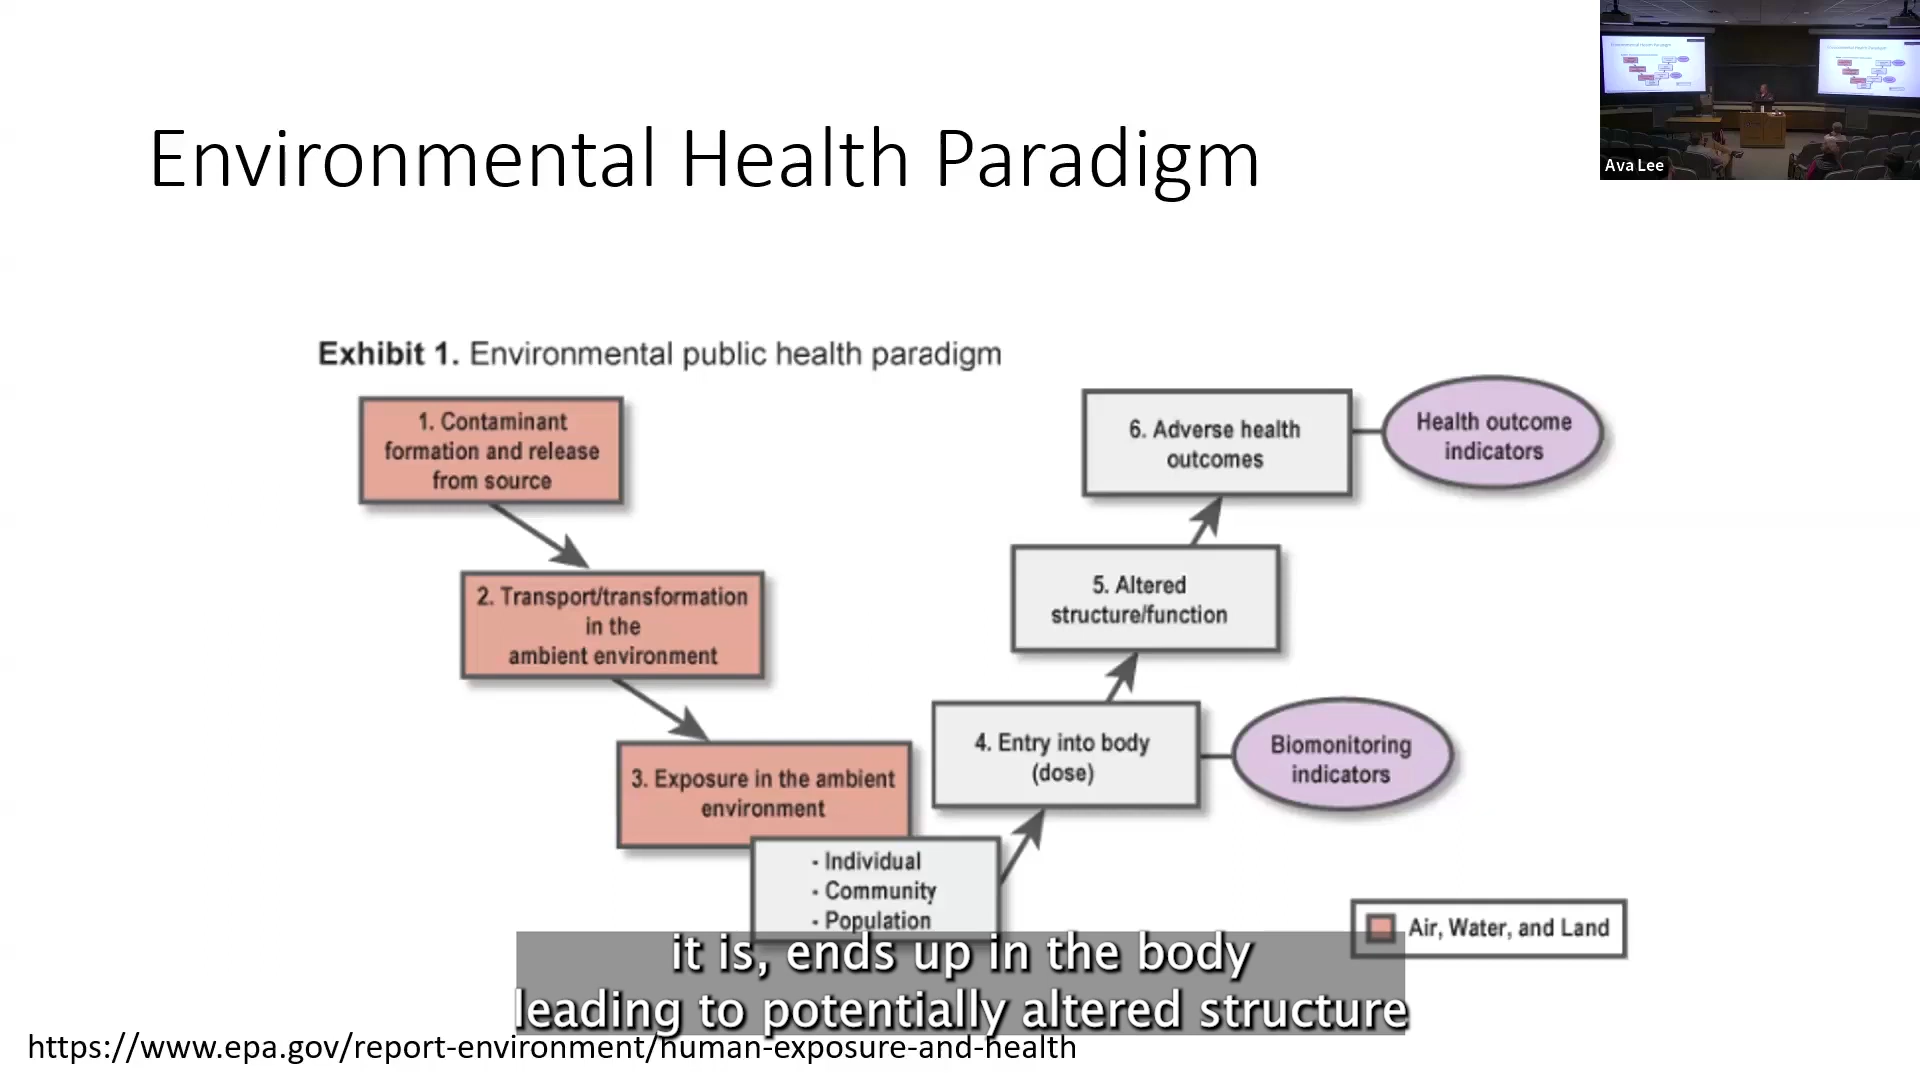 Environmental Health Paradigm
Ava Lee
Exhibit 1. Environmental public health paradigm
1. Contaminant
formation and release
from source
2. Transport/transformation
in the
ambient environment
3. Exposure in the ambient
environment
- Individual
- Community
- Population
4. Entry into body
(dose)
Biomonitoring
indicators
5. Altered
structure/function
6. Adverse health
outcomes
Health outcome
indicators
Air, Water, and Land
it is, ends up in the body
leading to potentially altered structure
https://www.epa.gov/report-environment/human-exposure-and-health